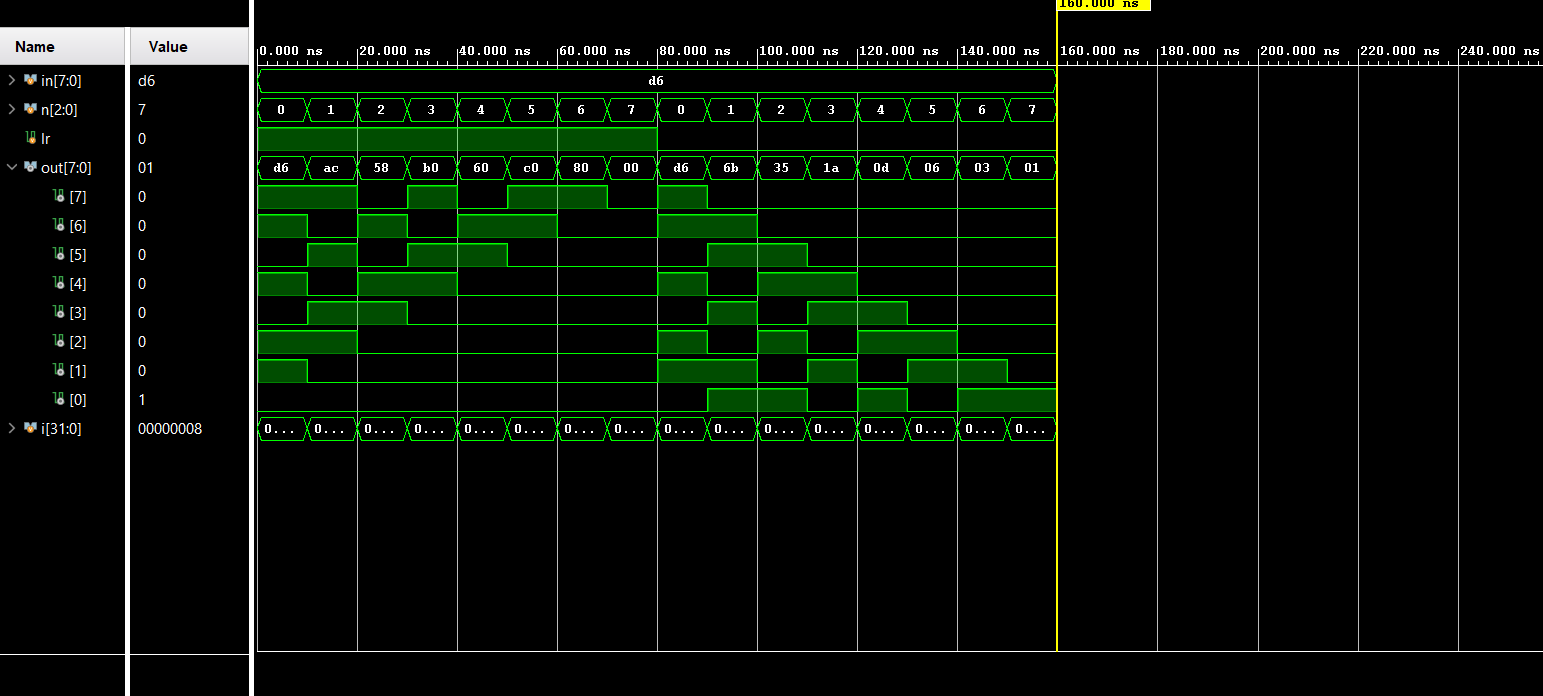 160.000 ns
Name Value
0.000 ns 20.000 ns 40.000 ns 60.000 ns 80.000 ns 100.000 ns 120.000 ns 140.000 ns 160.000 ns 180.000 ns 200.000 ns 220.000 ns 240.000 ns
in[7:0] d6 d6
n[2:0] 7 0 1 2 3 4 5 6 7 0 1 2 3 4 5 6 7
lr 0
out[7:0] 01 d6 ac 58 b0 60 c0 80 00 d6 6b 35 1a 0d 06 03 01
[7] 0
[6] 0
[5] 0
[4] 0
[3] 0
[2] 0
[1] 0
[0] 1
i[31:0] 00000008 0... 0... 0... 0... 0... 0... 0... 0... 0... 0... 0... 0... 0... 0... 0... 0...